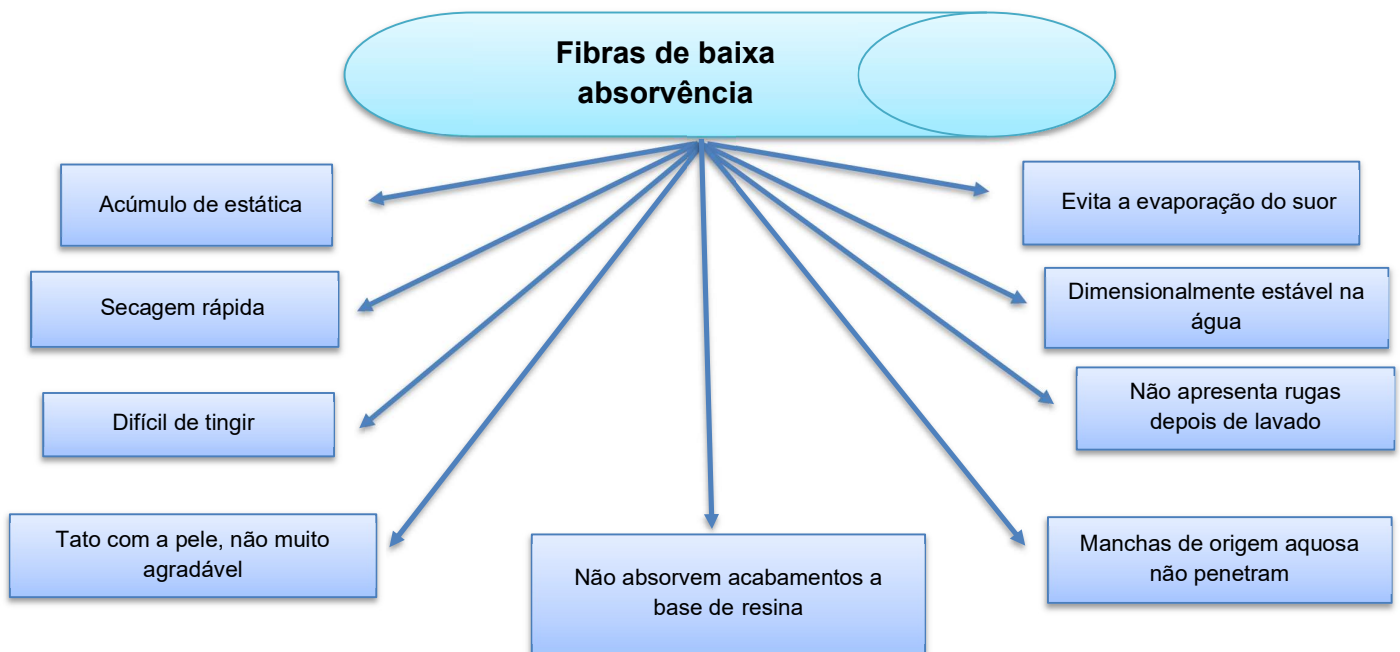 Fibras de baixa
absorvência
Acúmulo de estática
Evita a evaporação do suor
Secagem rápida
Dimensionalmente estável na
água
Difícil de tingir
Não apresenta rugas
depois de lavado
Tato com a pele, não muito
agradável
Não absorvem acabamentos a
base de resina
Manchas de origem aquosa
não penetram